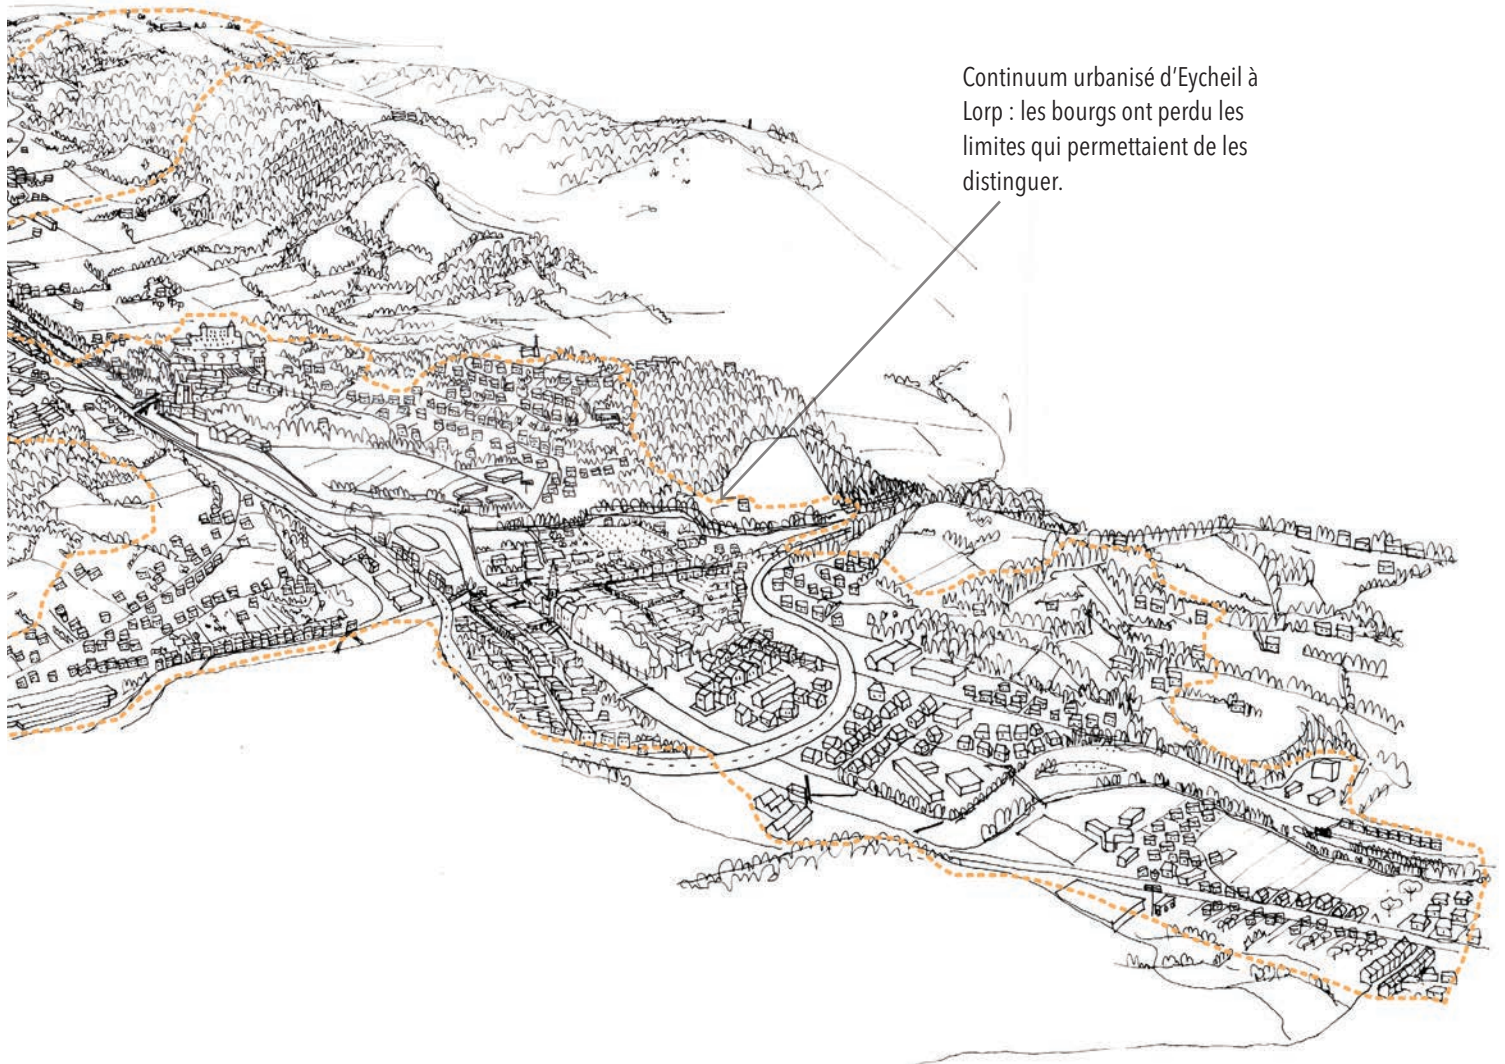 Continuum urbanisé d'Eycheil à
Lorp : les bourgs ont perdu les
limites qui permettaient de les
distinguer.